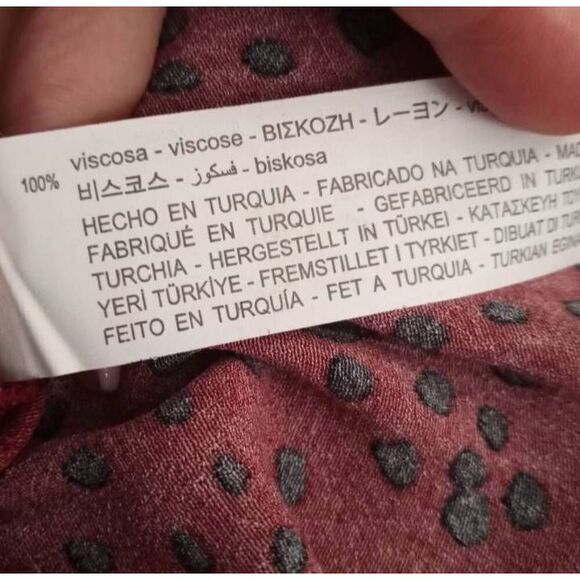 100% viscosa - viscose - ΒΙΣΚΟΖΗ - レーヨン -
비스코스 - فسكوز - biskosa
HECHO EN TURQUIA - FABRICADO NA TURQUIA -
FABRIQUÉ EN TURQUIE - GEFABRICEERD IN
TURCHIA - HERGESTELLT IN TÜRKEI - ΚΑΤΑΣΚΕΥΗ
YERİ TÜRKİYE - FREMSTILLET I TYRKIET - DIBUAT DI
FEITO EN TURQUÍA - FET A TURQUIA - TURKIAN